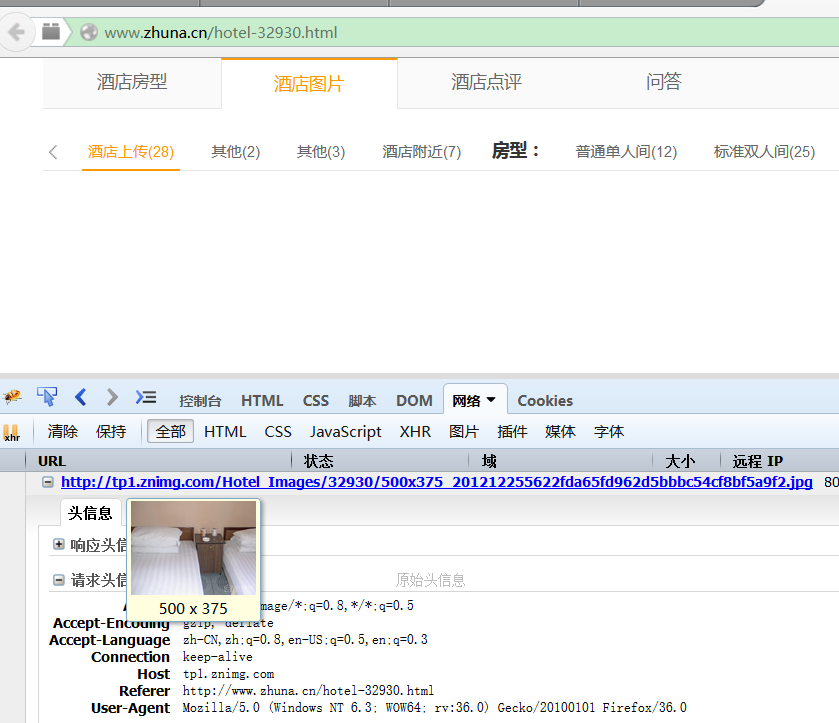 www.zhuna.cn/hotel-32930.html
酒店房型 酒店图片 酒店点评 问答
酒店上传(28) 其他(2) 其他(3) 酒店附近(7) 房型： 普通单人间(12) 标准双人间(25)
控制台 HTML CSS 脚本 DOM 网络 Cookies
xhr 清除 保持 全部 HTML CSS JavaScript XHR 图片 插件 媒体 字体
URL 状态 域 大小 远程 IP
http://tp1.znimg.com/Hotel_Images/32930/500x375_201212255622fda65fd962d5bbbc54cf8bf5a9f2.jpg 80
头信息
响应头信
请求头信 原始头信息
500 x 375
mage/*;q=0.8,*/*;q=0.5
Accept-Encoding gzip, deflate
Accept-Language zh-CN,zh;q=0.8,en-US;q=0.5,en;q=0.3
Connection keep-alive
Host tp1.znimg.com
Referer http://www.zhuna.cn/hotel-32930.html
User-Agent Mozilla/5.0 (Windows NT 6.3; WOW64; rv:36.0) Gecko/20100101 Firefox/36.0